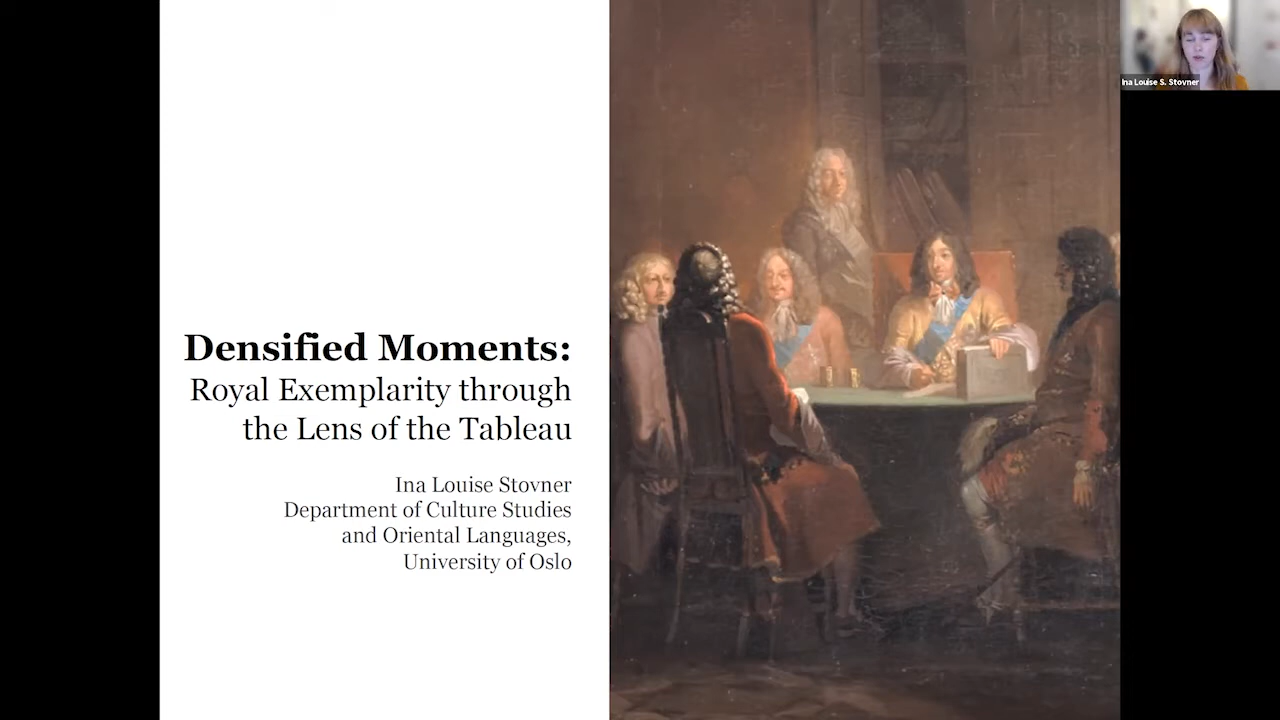 Densified Moments:
Royal Exemplarity through
the Lens of the Tableau
Ina Louise Stovner
Department of Culture Studies
and Oriental Languages,
University of Oslo
Ina Louise S. Stovner